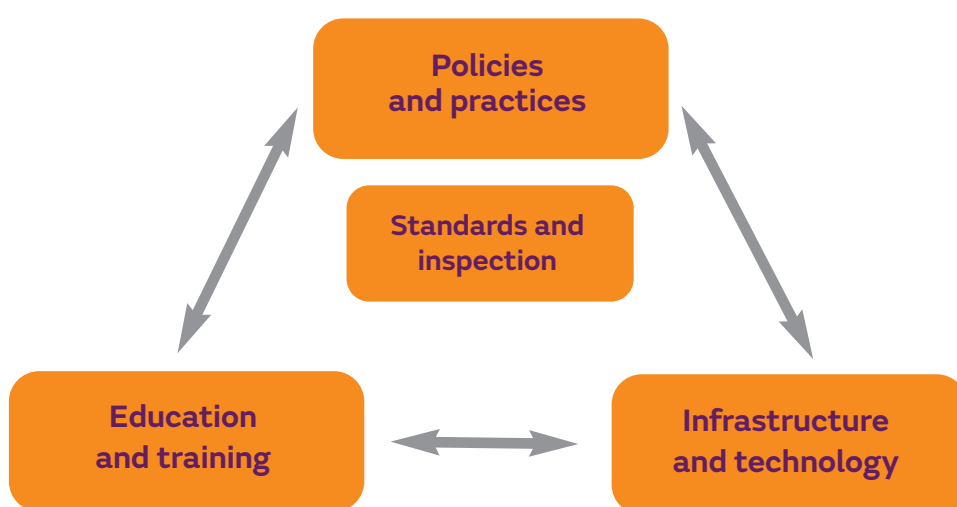 Policies
and practices
Standards and
inspection
Education
and training
Infrastructure
and technology